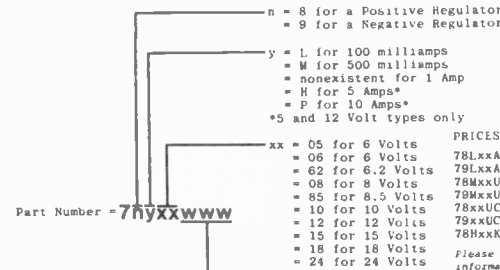 n = 8 for a Positive Regulator
= 9 for a Negative Regulator
y = L for 100 milliamps
= M for 500 milliamps
= nonexistent for 1 Amp
= H for 5 Amps*
= P for 10 Amps*
*5 and 12 Volt types only
xx = 05 for 6 Volts
= 06 for 6 Volts
= 62 for 6.2 Volts
= 08 for 8 Volts
= 85 for 8.5 Volts
= 10 for 10 Volts
= 12 for 12 Volts
= 15 for 15 Volts
= 18 for 18 Volts
= 24 for 24 Volts
Part Number = 7nyxxwww
PRICES
78LxxA
79LxxA
78MxxU
79MxxU
78xxUC
79xxUC
78HxxK
Please
informa